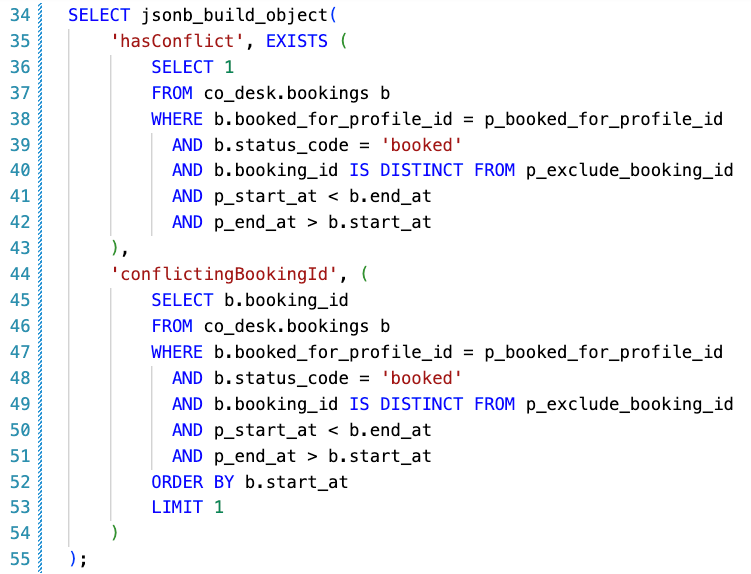 34 SELECT jsonb_build_object(
35     'hasConflict', EXISTS (
36         SELECT 1
37         FROM co_desk.bookings b
38         WHERE b.booked_for_profile_id = p_booked_for_profile_id
39           AND b.status_code = 'booked'
40           AND b.booking_id IS DISTINCT FROM p_exclude_booking_id
41           AND p_start_at < b.end_at
42           AND p_end_at > b.start_at
43     ),
44     'conflictingBookingId', (
45         SELECT b.booking_id
46         FROM co_desk.bookings b
47         WHERE b.booked_for_profile_id = p_booked_for_profile_id
48           AND b.status_code = 'booked'
49           AND b.booking_id IS DISTINCT FROM p_exclude_booking_id
50           AND p_start_at < b.end_at
51           AND p_end_at > b.start_at
52         ORDER BY b.start_at
53         LIMIT 1
54     )
55 );